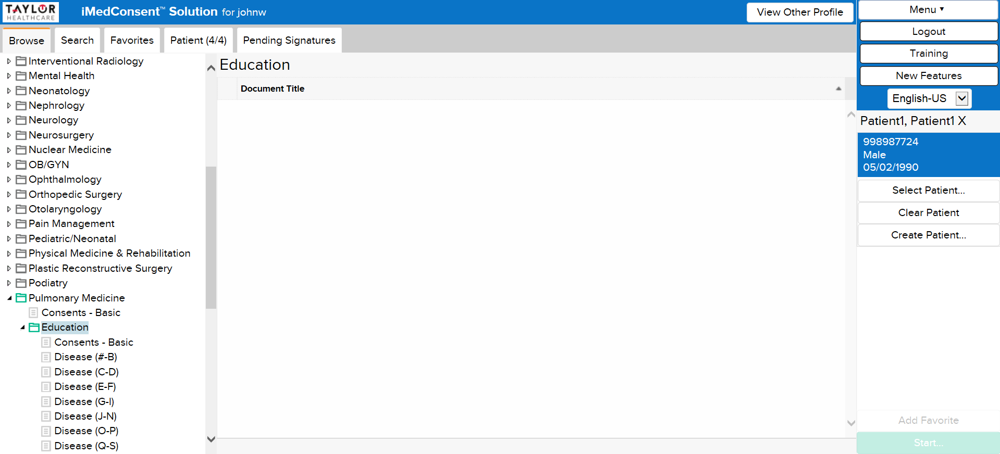 TAYLOR
HEALTHCARE
iMedConsent™ Solution for johnw
View Other Profile
Menu ▾
Logout
Training
New Features
English-US
Browse
Search
Favorites
Patient (4/4)
Pending Signatures
Interventional Radiology
Mental Health
Neonatology
Nephrology
Neurology
Neurosurgery
Nuclear Medicine
OB/GYN
Ophthalmology
Orthopedic Surgery
Otolaryngology
Pain Management
Pediatric/Neonatal
Physical Medicine & Rehabilitation
Plastic Reconstructive Surgery
Podiatry
Pulmonary Medicine
Consents - Basic
Education
Consents - Basic
Disease (#-B)
Disease (C-D)
Disease (E-F)
Disease (G-I)
Disease (J-N)
Disease (O-P)
Disease (Q-S)
Education
Document Title
Patient1, Patient1 X
998987724
Male
05/02/1990
Select Patient...
Clear Patient
Create Patient...
Add Favorite
Start...